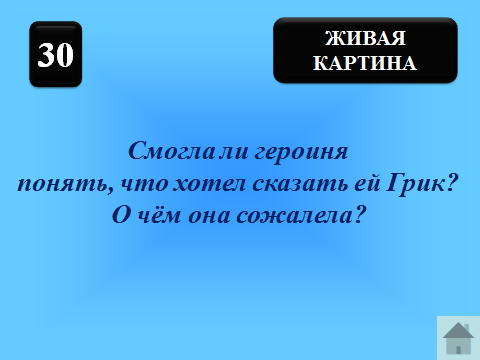 30
ЖИВАЯ
КАРТИНА
Смогла ли героиня
понять, что хотел сказать ей Грик?
О чём она сожалела?